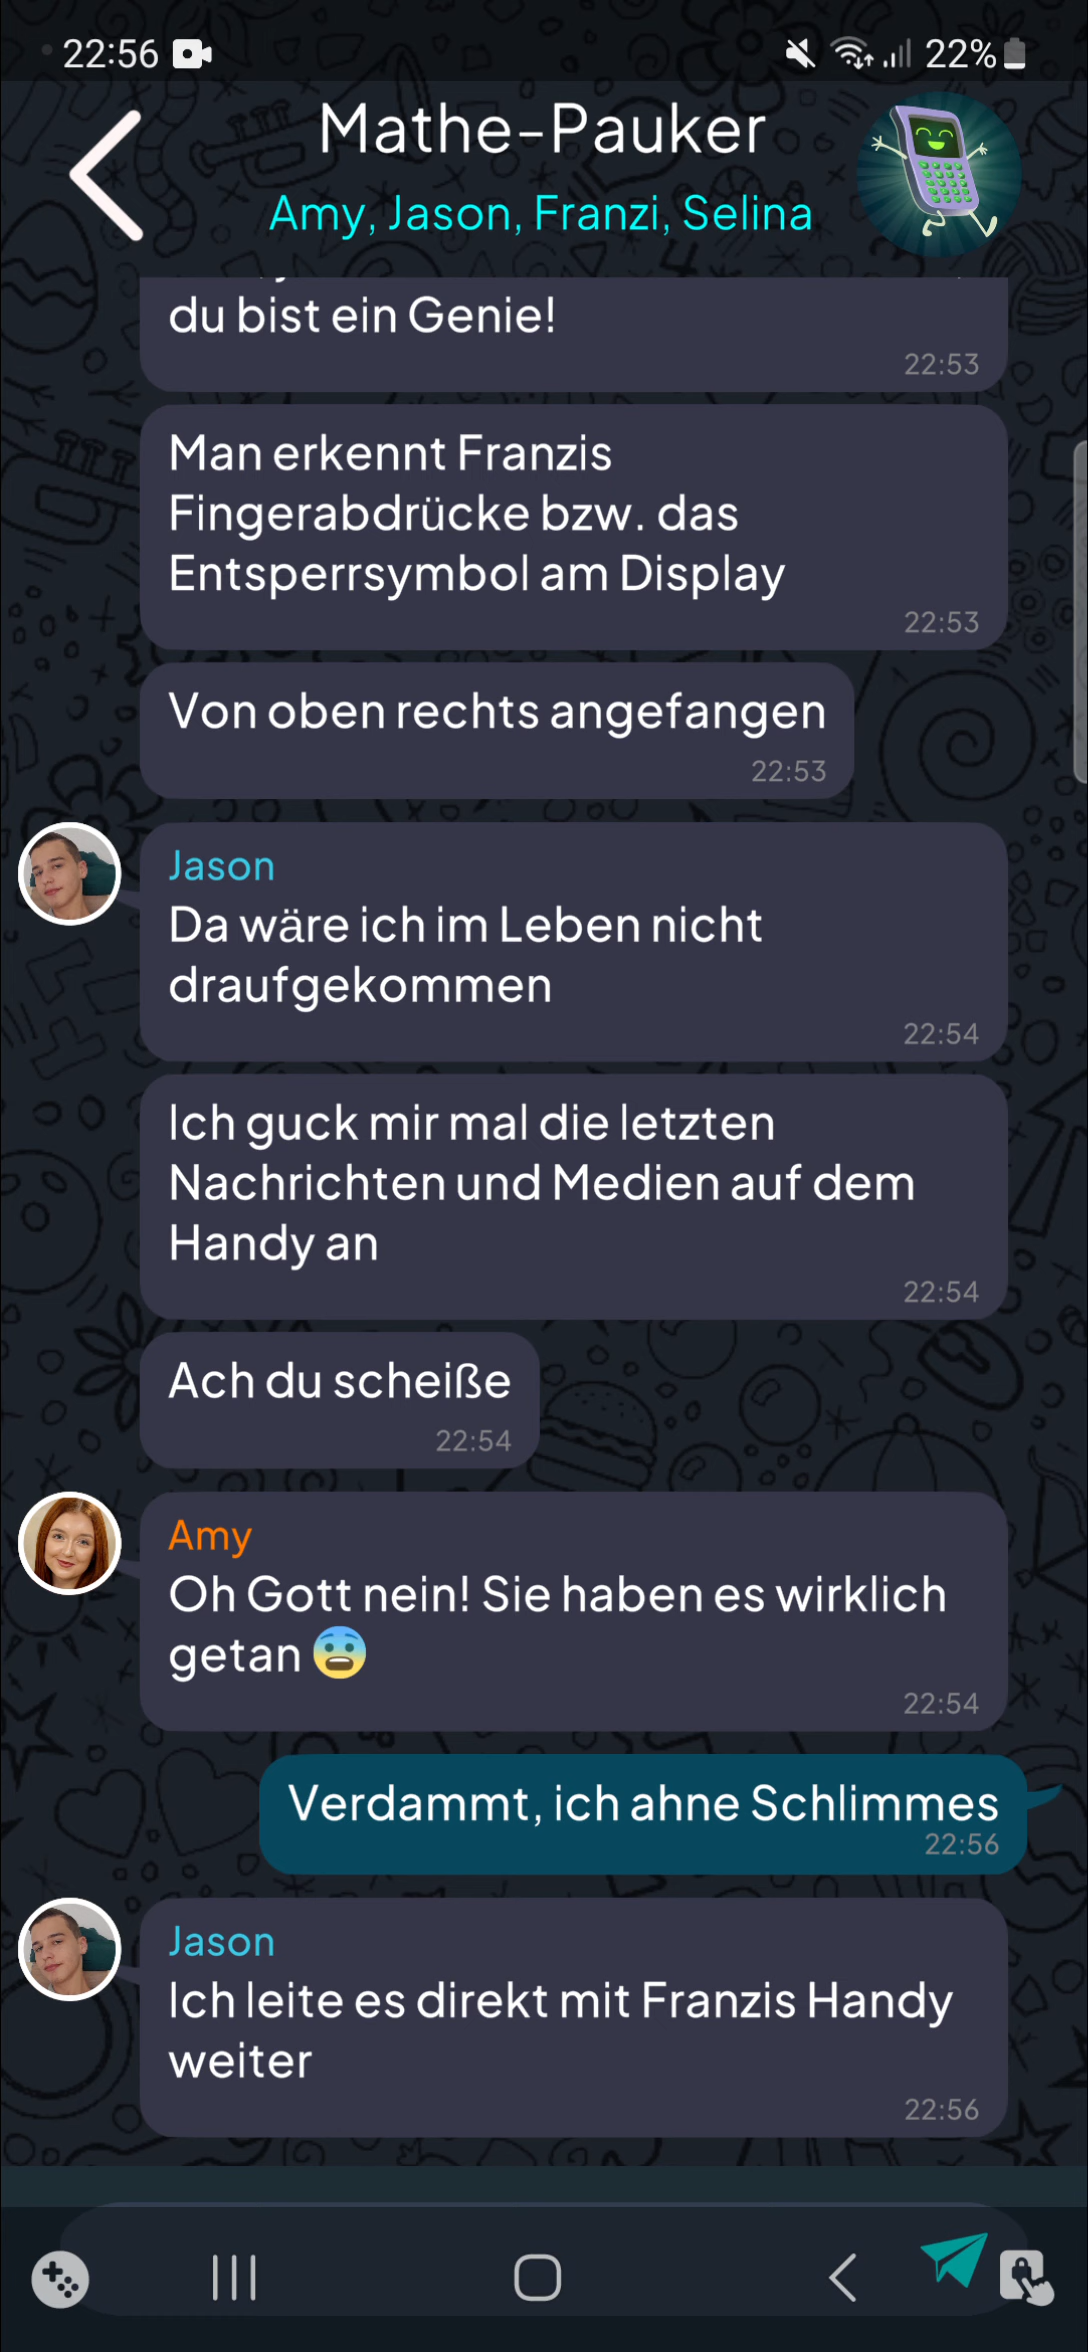 22:56
22%
Mathe-Pauker
Amy, Jason, Franzi, Selina
du bist ein Genie!
22:53
Man erkennt Franzis
Fingerabdrücke bzw. das
Entsperrsymbol am Display
22:53
Von oben rechts angefangen
22:53
Jason
Da wäre ich im Leben nicht
draufgekommen
22:54
Ich guck mir mal die letzten
Nachrichten und Medien auf dem
Handy an
22:54
Ach du scheiße
22:54
Amy
Oh Gott nein! Sie haben es wirklich
getan 😨
22:54
Verdammt, ich ahne Schlimmes
22:56
Jason
Ich leite es direkt mit Franzis Handy
weiter
22:56